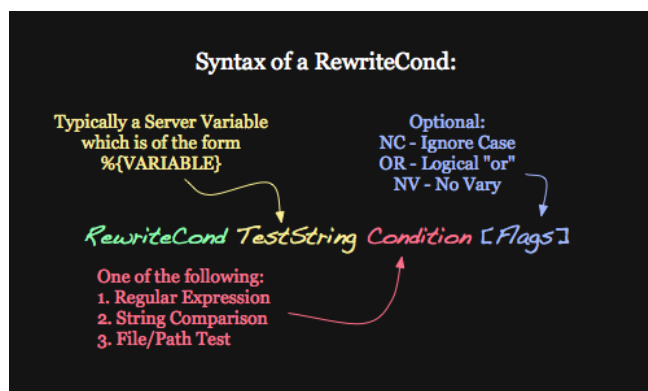 Syntax of a RewriteCond:
Typically a Server Variable
which is of the form
%{VARIABLE}
Optional:
NC - Ignore Case
OR - Logical "or"
NV - No Vary
RewriteCond TestString Condition [Flags]
One of the following:
1. Regular Expression
2. String Comparison
3. File/Path Test